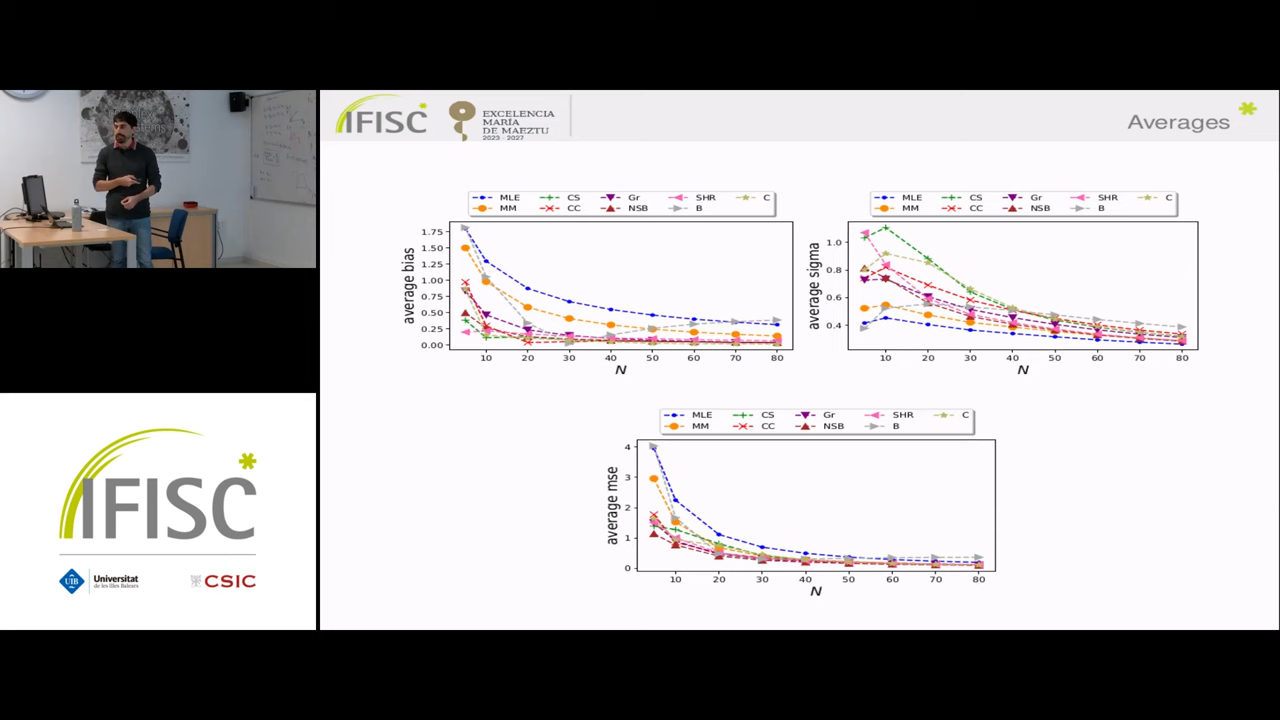 IFISC
EXCELENCIA
MARÍA
DE MAEZTU
2023 - 2027
Averages
MLE CS Gr SHR C
MM CC NSB B
average bias
1.75
1.50
1.25
1.00
0.75
0.50
0.25
0.00
10 20 30 40 50 60 70 80
N
MLE CS Gr SHR C
MM CC NSB B
average sigma
1.0
0.8
0.6
0.4
10 20 30 40 50 60 70 80
N
MLE CS Gr SHR C
MM CC NSB B
average mse
4
3
2
1
0
10 20 30 40 50 60 70 80
N
IFISC
UIB
Universitat
de les Illes Balears
CSIC